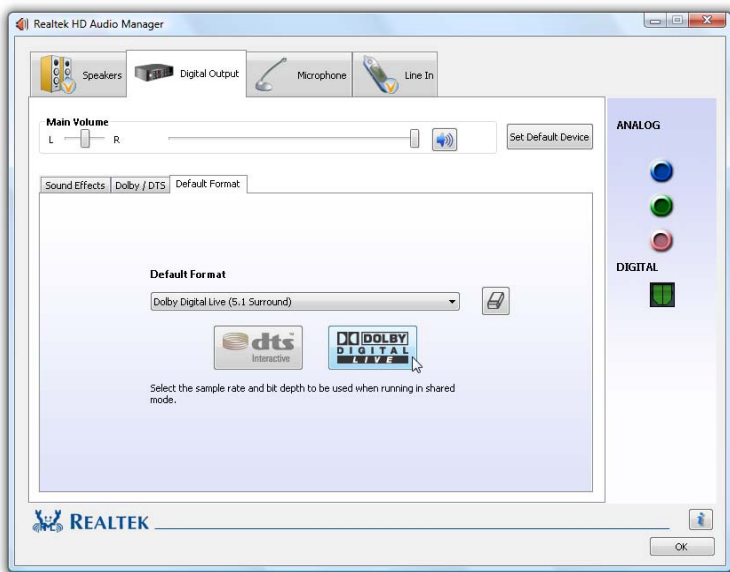 Realtek HD Audio Manager
Speakers
Digital Output
Microphone
Line In
Main Volume
L
R
Set Default Device
ANALOG
Sound Effects
Dolby / DTS
Default Format
DIGITAL
Default Format
Dolby Digital Live (5.1 Surround)
dts
Interactive
DOLBY
DIGITAL
LIVE
Select the sample rate and bit depth to be used when running in shared
mode.
REALTEK
i
OK